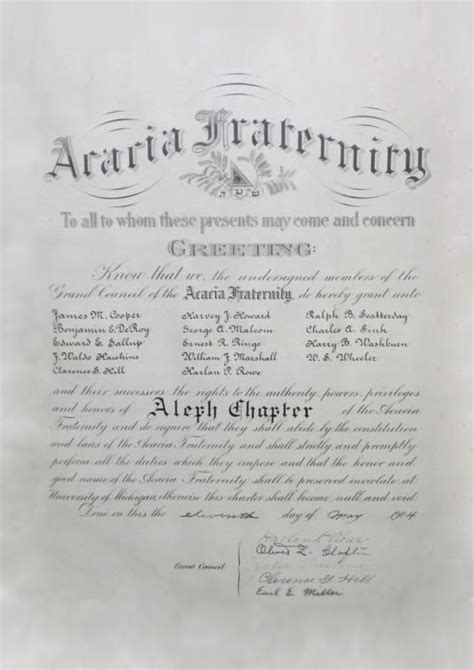 Acacia Fraternity
To all to whom these presents may come and concern
GREETING:
Know that we, the undersigned members of the
Grand Council of the Acacia Fraternity, do hereby grant unto
James M. Cooper Harvey J. Howard Ralph B. Scatterday
Benjamin E. DeRoy George A. Malcom Charles A. Sink
Edward E. Gallup Ernest R. Ringo Harry B. Washburn
J. Waldo Hawkins William J. Marshall W. S. Wheeler
Clarence S. Hill Harlan P. Rowe
and their successors the rights to the authority, powers, privileges
and honors of Aleph Chapter of the Acacia
Fraternity and do require that they shall abide by the constitution
and laws of the Acacia Fraternity and shall strictly and promptly
perform all the duties which they impose and that the honor and
good name of the Acacia Fraternity shall be preserved inviolate at
University of Michigan, otherwise this charter shall become null and void
Done on this the eleventh day of May 1904
Grand Council
Clarence G. Hill
Earl E. Miller